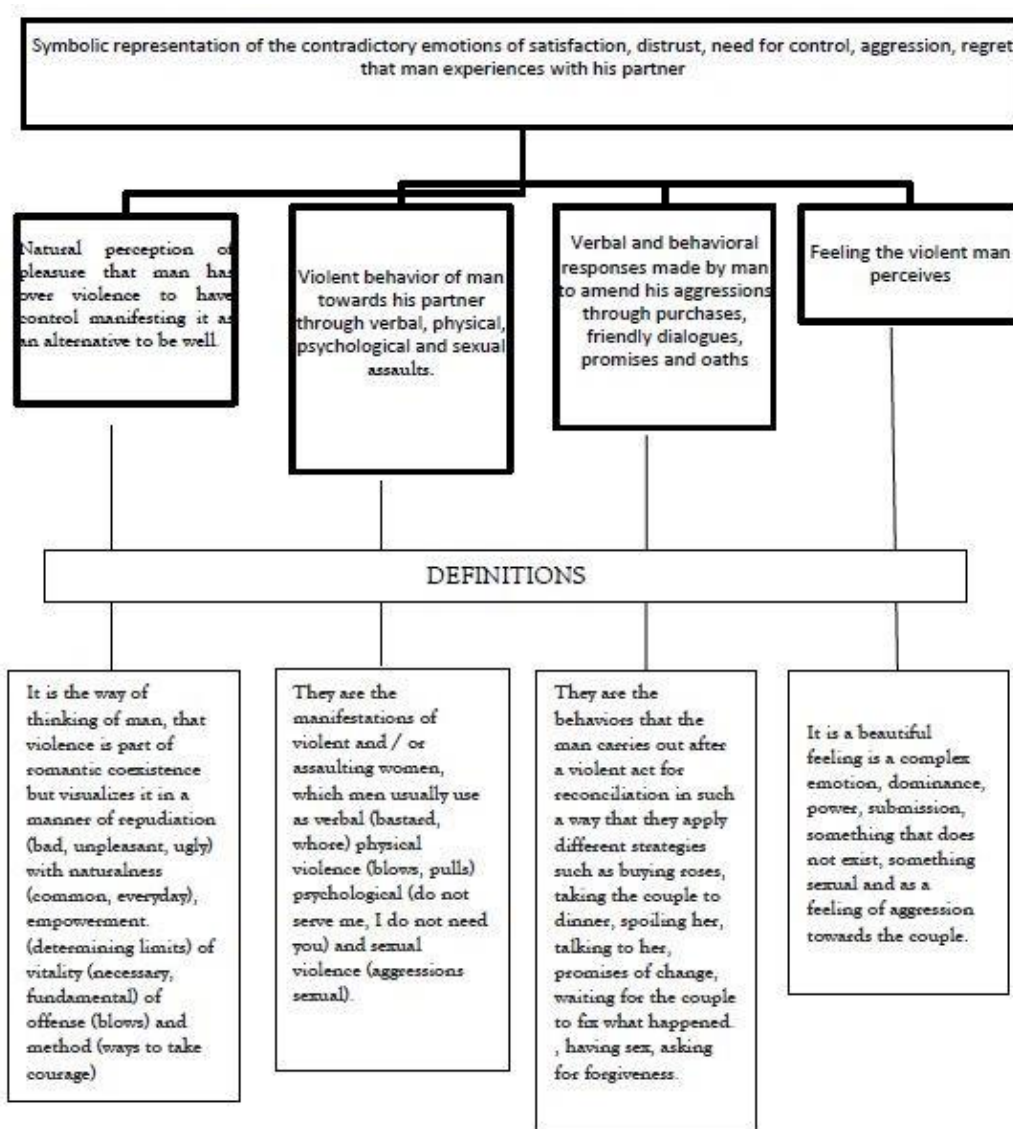 Symbolic representation of the contradictory emotions of satisfaction, distrust, need for control, aggression, regret
that man experiences with his partner
Natural perception of
pleasure that man has
over violence to have
control manifesting it as
an alternative to be well.
Violent behavior of man
towards his partner
through verbal, physical,
psychological and sexual
assaults.
Verbal and behavioral
responses made by man
to amend his aggressions
through purchases,
friendly dialogues,
promises and oaths
Feeling the violent man
perceives
DEFINITIONS
It is the way of
thinking of man, that
violence is part of
romantic coexistence
but visualizes it in a
manner of repudiation
(bad, unpleasant, ugly)
with naturalness
(common, everyday),
empowerment.
(determining limits) of
vitality (necessary,
fundamental) of
offense (blows) and
method (ways to take
courage)
They are the
manifestations of
violent and / or
assaulting women,
which men usually use
as verbal (bastard,
whore) physical
violence (blows, pulls)
psychological (do not
serve me, I do not need
you) and sexual
violence (aggressions
sexual).
They are the
behaviors that the
man carries out after
a violent act for
reconciliation in such
a way that they apply
different strategies
such as buying roses,
taking the couple to
dinner, spoiling her,
talking to her,
promises of change,
waiting for the couple
to fix what happened.
, having sex, asking
for forgiveness.
It is a beautiful
feeling is a complex
emotion, dominance,
power, submission,
something that does
not exist, something
sexual and as a
feeling of aggression
towards the couple.